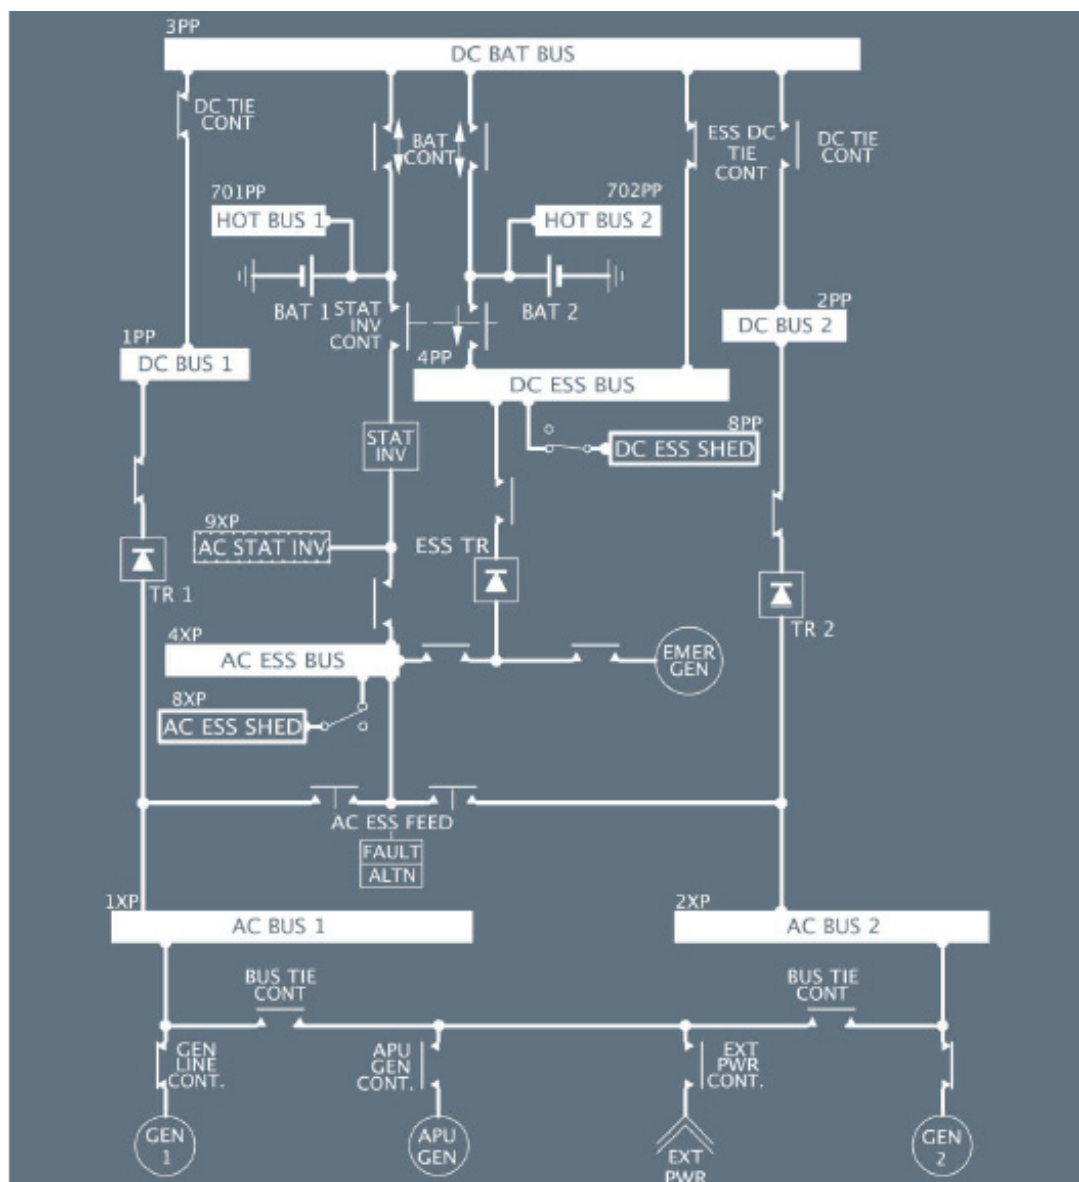 3PP
DC BAT BUS
DC TIE
CONT
BAT
CONT
ESS DC
TIE
CONT
DC TIE
CONT
701PP
HOT BUS 1
702PP
HOT BUS 2
BAT 1
STAT
INV
CONT
BAT 2
2PP
DC BUS 2
1PP
DC BUS 1
4PP
DC ESS BUS
8PP
DC ESS SHED
STAT
INV
9XP
AC STAT INV
ESS TR
TR 1
TR 2
4XP
AC ESS BUS
EMER
GEN
8XP
AC ESS SHED
AC ESS FEED
FAULT
ALTN
1XP
AC BUS 1
2XP
AC BUS 2
BUS TIE
CONT
BUS TIE
CONT
GEN
LINE
CONT.
APU
GEN
CONT.
EXT
PWR
CONT.
GEN
1
APU
GEN
EXT
PWR
GEN
2